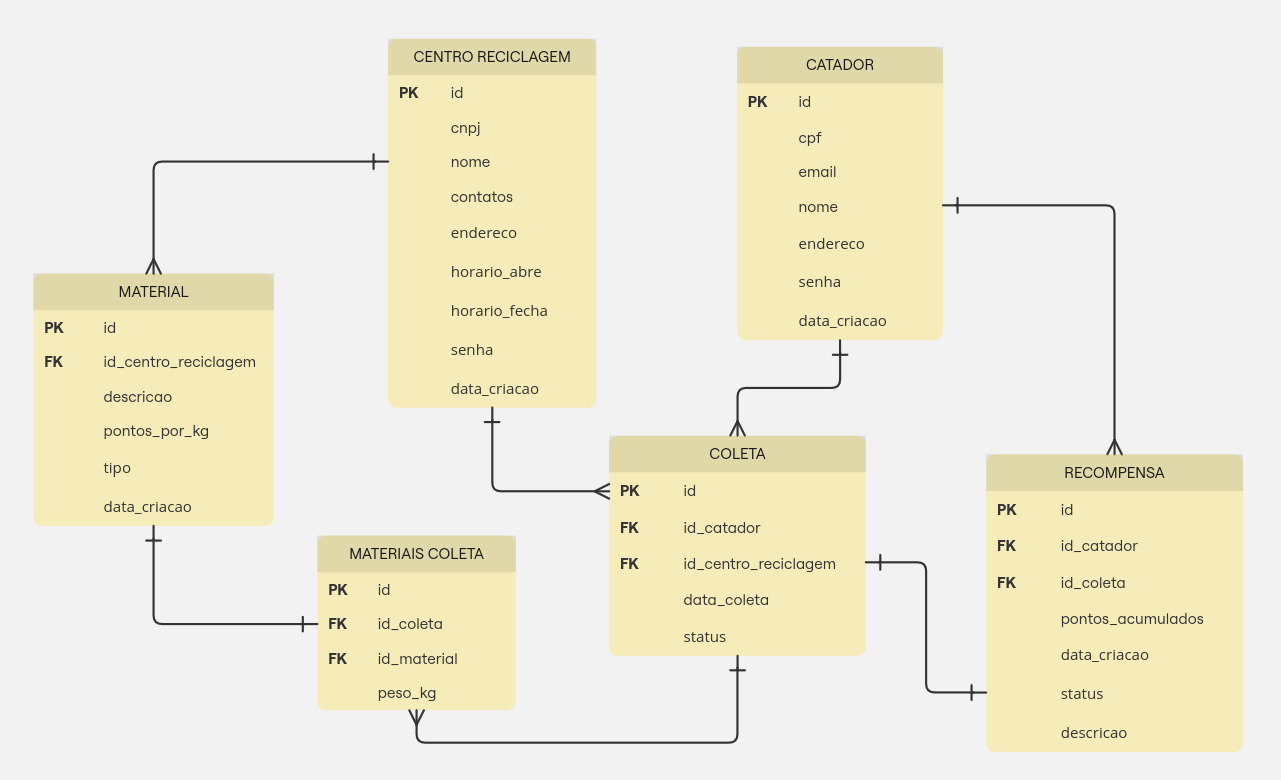 CENTRO RECICLAGEM
PK id
cnpj
nome
contatos
endereco
horario_abre
horario_fecha
senha
data_criacao
CATADOR
PK id
cpf
email
nome
endereco
senha
data_criacao
MATERIAL
PK id
FK id_centro_reciclagem
descricao
pontos_por_kg
tipo
data_criacao
COLETA
PK id
FK id_catador
FK id_centro_reciclagem
data_coleta
status
RECOMPENSA
PK id
FK id_catador
FK id_coleta
pontos_acumulados
data_criacao
status
descricao
MATERIAIS COLETA
PK id
FK id_coleta
FK id_material
peso_kg